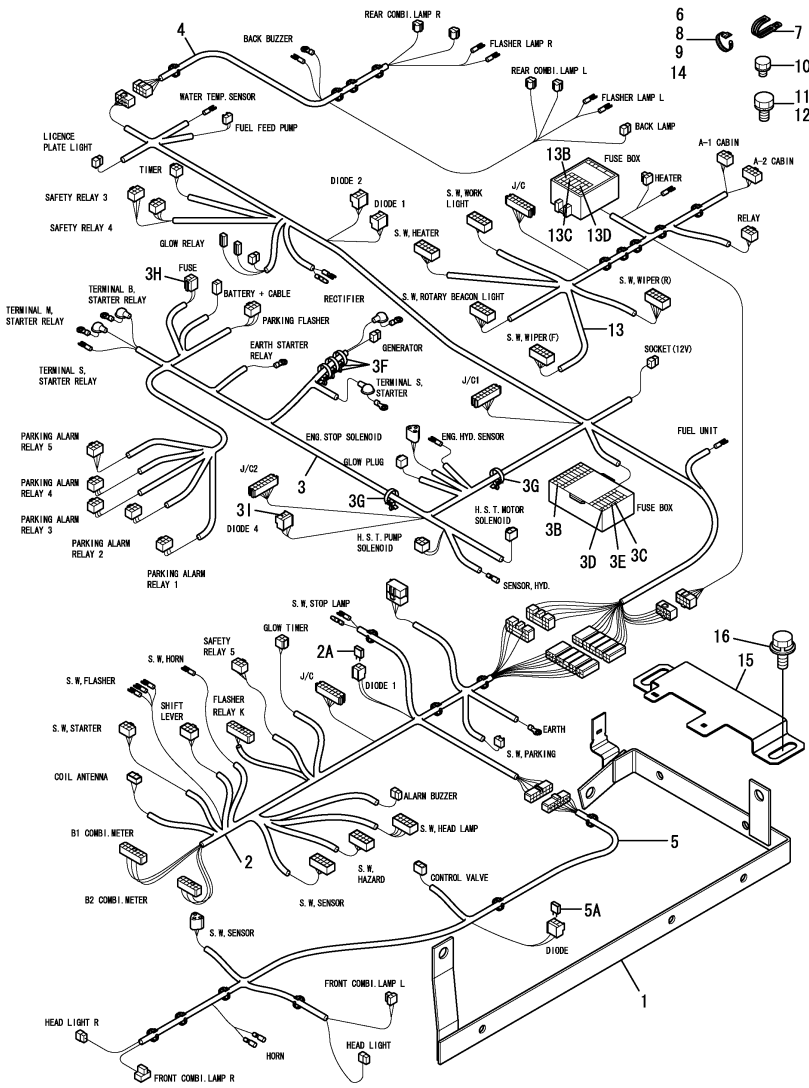 6
8
9
14
7
10
11
12
4
BACK BUZZER
REAR COMBI.LAMP R
FLASHER LAMP R
REAR COMBI.LAMP L
FLASHER LAMP L
BACK LAMP
WATER TEMP.SENSOR
FUEL FEED PUMP
LICENCE
PLATE LIGHT
TIMER
SAFETY RELAY 3
SAFETY RELAY 4
GLOW RELAY
DIODE 2
DIODE 1
RECTIFIER
S.W,WORK
LIGHT
J/C
13B
FUSE BOX
13C
13D
HEATER
A-1 CABIN
A-2 CABIN
RELAY
S.W,HEATER
S.W,ROTARY BEACON LIGHT
S.W,WIPER(R)
S.W,WIPER(F)
13
3H
FUSE
BATTERY + CABLE
PARKING FLASHER
TERMINAL B,
STARTER RELAY
TERMINAL M,
STARTER RELAY
TERMINAL S,
STARTER RELAY
EARTH STARTER
RELAY
GENERATOR
3F
TERMINAL S,
STARTER
SOCKET(12V)
J/C1
FUEL UNIT
PARKING ALARM
RELAY 5
PARKING ALARM
RELAY 4
PARKING ALARM
RELAY 3
PARKING ALARM
RELAY 2
PARKING ALARM
RELAY 1
ENG.STOP SOLENOID
ENG.HYD.SENSOR
GLOW PLUG
3
3G
3G
J/C2
3I
DIODE 4
H.S.T.PUMP
SOLENOID
H.S.T.MOTOR
SOLENOID
SENSOR,HYD.
3B
FUSE BOX
3D
3E
3C
S.W,STOP LAMP
2A
DIODE 1
GLOW TIMER
SAFETY
RELAY 5
S.W,HORN
J/C
S.W,FLASHER
SHIFT
LEVER
FLASHER
RELAY K
S.W,STARTER
COIL ANTENNA
EARTH
S.W,PARKING
16
15
B1 COMBI.METER
B2 COMBI.METER
2
ALARM BUZZER
S.W,HEAD LAMP
S.W,
HAZARD
S.W,SENSOR
5
CONTROL VALVE
5A
DIODE
S.W,SENSOR
FRONT COMBI.LAMP L
HEAD LIGHT R
HORN
HEAD LIGHT
FRONT COMBI.LAMP R
1